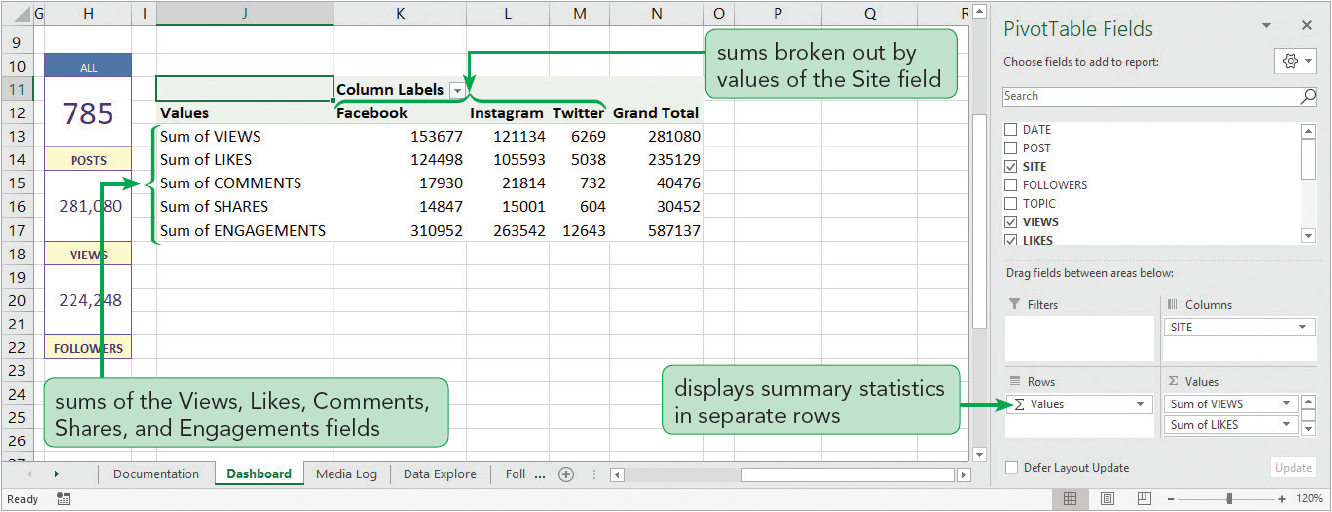 G H I J K L M N O P Q R
9
10 ALL
11 Column Labels
12 Values Facebook Instagram Twitter Grand Total
13 Sum of VIEWS 153677 121134 6269 281080
14 Sum of LIKES 124498 105593 5038 235129
15 Sum of COMMENTS 17930 21814 732 40476
16 Sum of SHARES 14847 15001 604 30452
17 Sum of ENGAGEMENTS 310952 263542 12643 587137
785
POSTS
281,080
18 VIEWS
19
20 224,248
21
22 FOLLOWERS
23
24
25
26
sums broken out by
values of the Site field
sums of the Views, Likes, Comments,
Shares, and Engagements fields
displays summary statistics
in separate rows
Documentation Dashboard Media Log Data Explore Foll ...
Ready
120%
PivotTable Fields
Choose fields to add to report:
Search
DATE
POST
SITE
FOLLOWERS
TOPIC
VIEWS
LIKES
Drag fields between areas below:
Filters
Columns
SITE
Rows
Σ Values
Σ Values
Sum of VIEWS
Sum of LIKES
Defer Layout Update Update